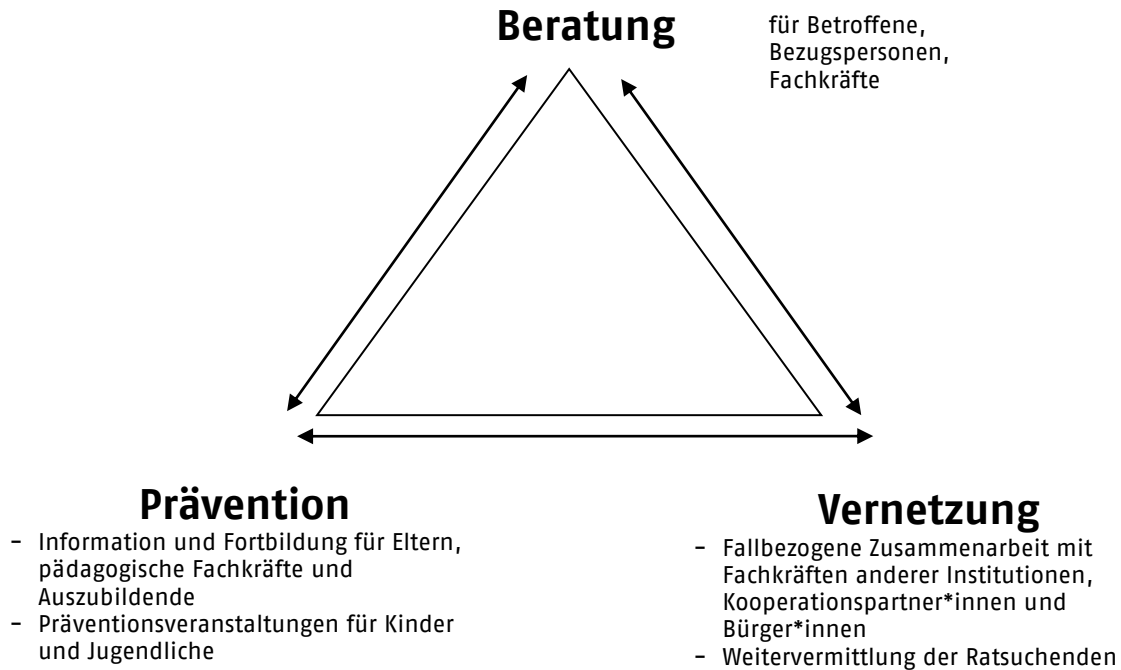 Beratung
für Betroffene,
Bezugspersonen,
Fachkräfte
Prävention
- Information und Fortbildung für Eltern,
pädagogische Fachkräfte und
Auszubildende
- Präventionsveranstaltungen für Kinder
und Jugendliche
Vernetzung
- Fallbezogene Zusammenarbeit mit
Fachkräften anderer Institutionen,
Kooperationspartner*innen und
Bürger*innen
- Weitervermittlung der Ratsuchenden